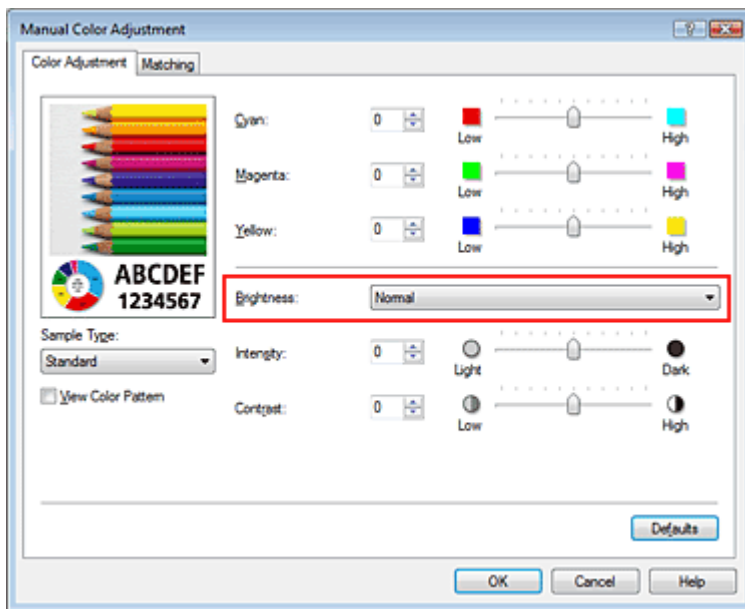 Manual Color Adjustment
Color Adjustment
Matching
ABCDEF
1234567
Sample Type:
Standard
View Color Pattern
Cyan:
0
Low
High
Magenta:
0
Low
High
Yellow:
0
Low
High
Brightness:
Normal
Intensity:
0
Light
Dark
Contrast:
0
Low
High
Defaults
OK
Cancel
Help